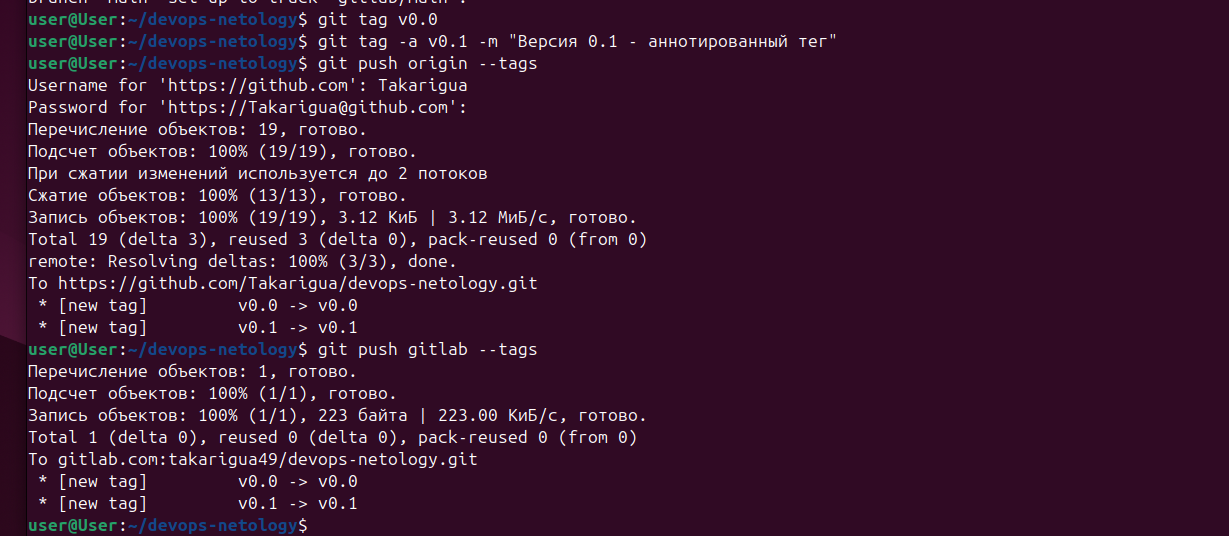 user@User:~/devops-netology$ git tag v0.0
user@User:~/devops-netology$ git tag -a v0.1 -m "Версия 0.1 - аннотированный тег"
user@User:~/devops-netology$ git push origin --tags
Username for 'https://github.com': Takarigua
Password for 'https://Takarigua@github.com':
Перечисление объектов: 19, готово.
Подсчет объектов: 100% (19/19), готово.
При сжатии изменений используется до 2 потоков
Сжатие объектов: 100% (13/13), готово.
Запись объектов: 100% (19/19), 3.12 КиБ | 3.12 МиБ/с, готово.
Total 19 (delta 3), reused 3 (delta 0), pack-reused 0 (from 0)
remote: Resolving deltas: 100% (3/3), done.
To https://github.com/Takarigua/devops-netology.git
 * [new tag]         v0.0 -> v0.0
 * [new tag]         v0.1 -> v0.1
user@User:~/devops-netology$ git push gitlab --tags
Перечисление объектов: 1, готово.
Подсчет объектов: 100% (1/1), готово.
Запись объектов: 100% (1/1), 223 байта | 223.00 КиБ/с, готово.
Total 1 (delta 0), reused 0 (delta 0), pack-reused 0 (from 0)
To gitlab.com:takarigua49/devops-netology.git
 * [new tag]         v0.0 -> v0.0
 * [new tag]         v0.1 -> v0.1
user@User:~/devops-netology$